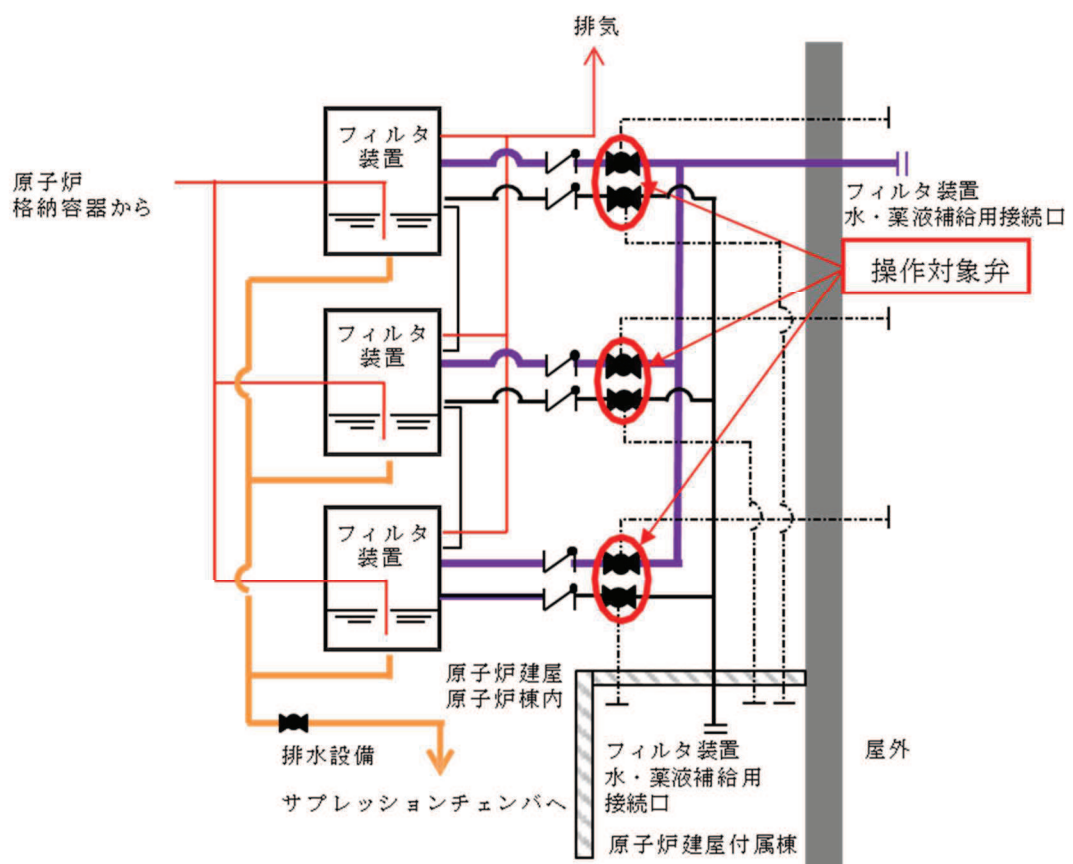 排気
フィルタ
装置
原子炉
格納容器から
フィルタ装置
水・薬液補給用接続口
操作対象弁
フィルタ
装置
フィルタ
装置
原子炉建屋
原子炉棟内
排水設備
フィルタ装置
水・薬液補給用
接続口
屋外
サプレッションチェンバへ
原子炉建屋付属棟